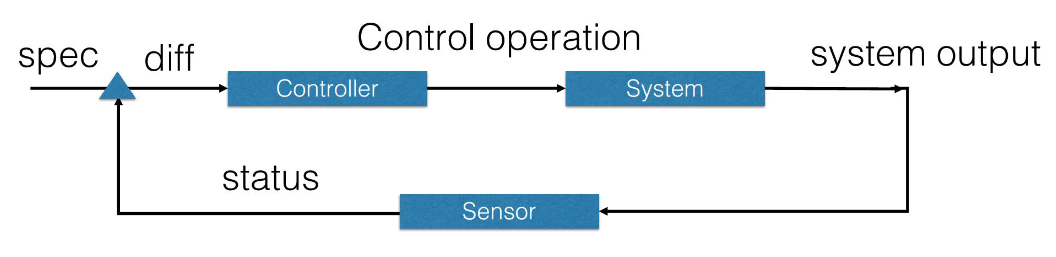 spec
diff
Control operation
system output
Controller
System
status
Sensor